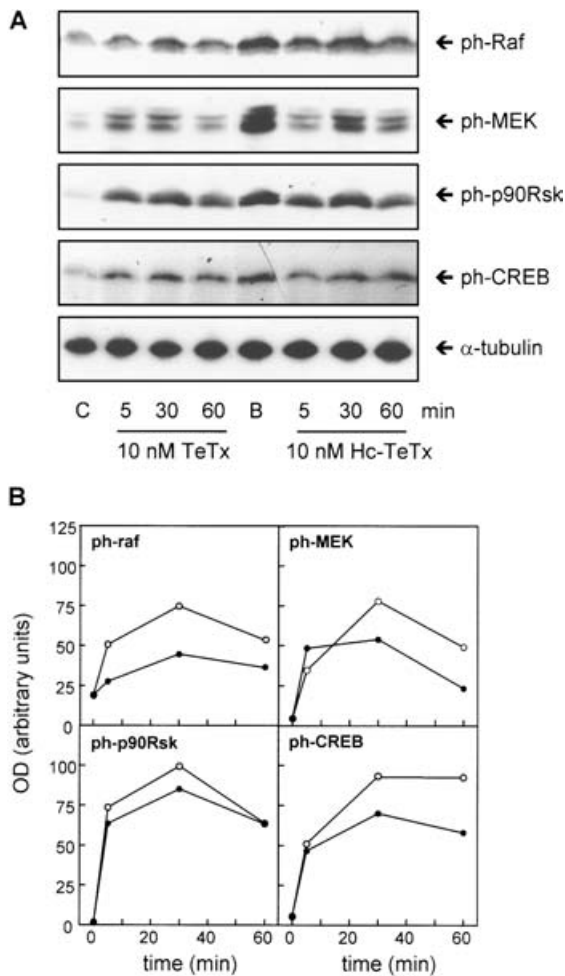 A
← ph-Raf
← ph-MEK
← ph-p90Rsk
← ph-CREB
← α-tubulin
C 5 30 60 B 5 30 60 min
10 nM TeTx 10 nM Hc-TeTx
B
OD (arbitrary units)
125
100
75
50
25
0
ph-raf
ph-MEK
100
75
50
25
0
ph-p90Rsk
ph-CREB
0 20 40 60 0 20 40 60
time (min) time (min)